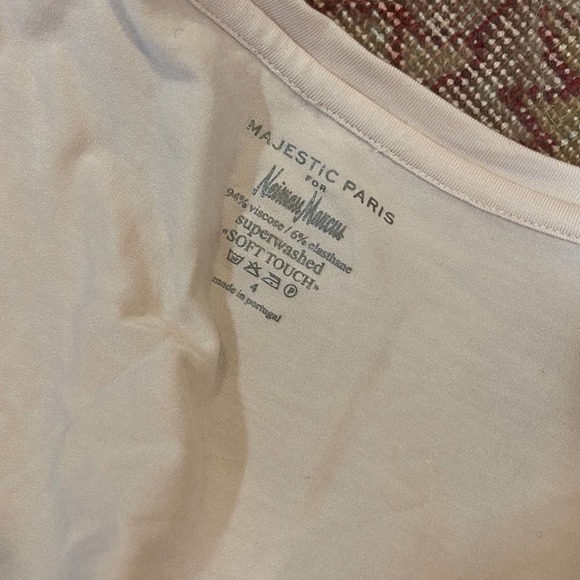 MAJESTIC PARIS
FOR
Neiman Marcus
94% viscose / 6% elasthane
superwashed
«SOFT TOUCH»
P
4
made in portugal